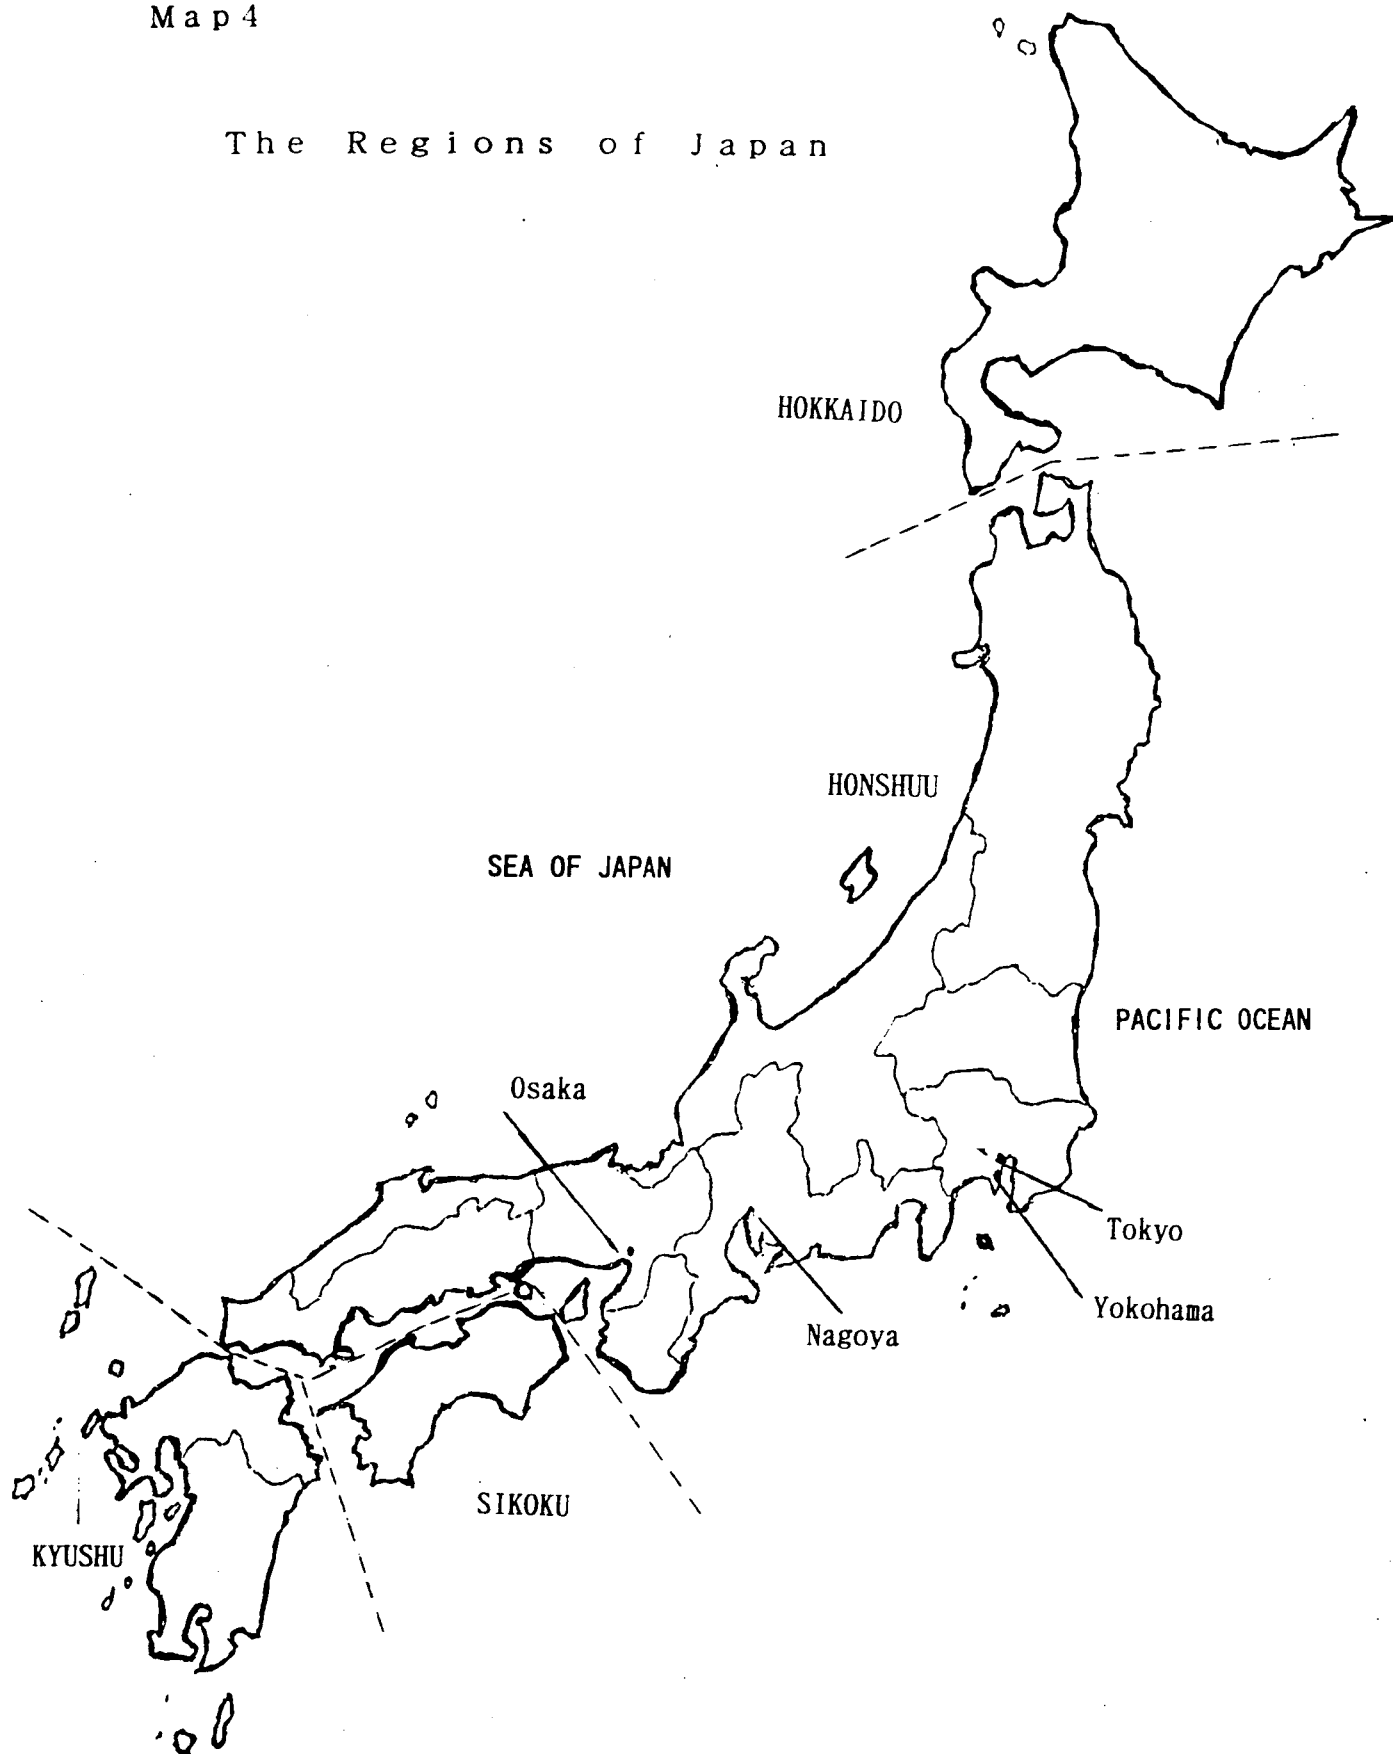 Map4
The Regions of Japan
HOKKAIDO
HONSHUU
SEA OF JAPAN
PACIFIC OCEAN
Osaka
Tokyo
Yokohama
Nagoya
SIKOKU
KYUSHU